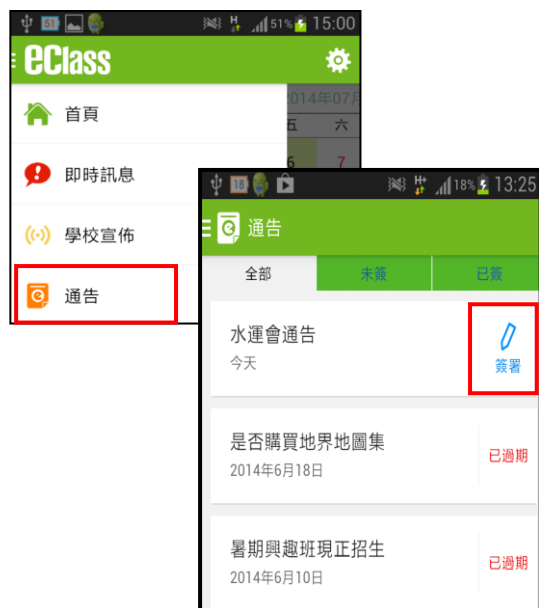 51
51% 15:00
eClass
首頁
2014年07月
五 六
6 7
即時訊息
學校宣佈
通告
18
H+ 18% 13:25
通告
全部 未簽 已簽
水運會通告
今天
簽署
是否購買地界地圖集
2014年6月18日
已過期
暑期興趣班現正招生
2014年6月10日
已過期